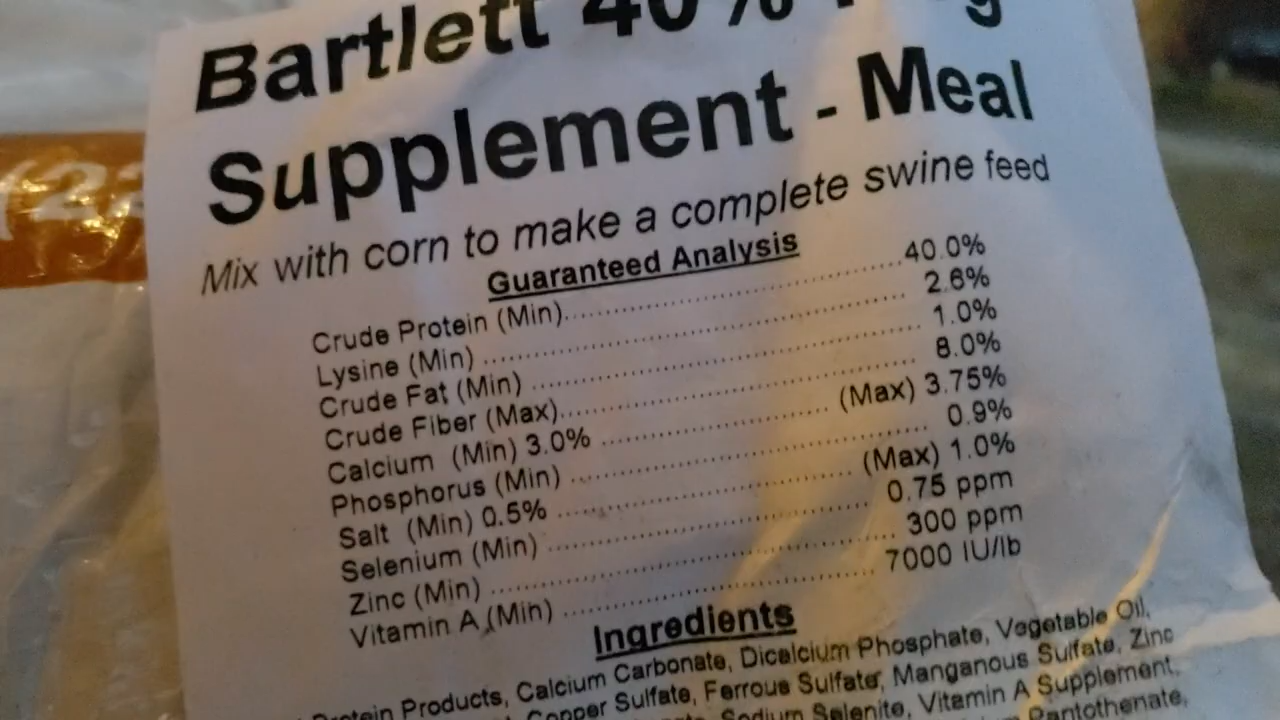 Bartlett 40%
Supplement - Meal
Mix with corn to make a complete swine feed
Guaranteed Analysis
Crude Protein (Min)..........40.0%
Lysine (Min) .......... 2.6%
Crude Fat (Min) .......... 1.0%
Crude Fiber (Max).......... 8.0%
Calcium (Min) 3.0% .......... (Max) 3.75%
Phosphorus (Min) .......... 0.9%
Salt (Min) 0.5% .......... (Max) 1.0%
Selenium (Min) .......... 0.75 ppm
Zinc (Min) .......... 300 ppm
Vitamin A (Min) .......... 7000 IU/lb
Ingredients
Protein Products, Calcium Carbonate, Dicalcium Phosphate, Vegetable Oil,
Copper Sulfate, Ferrous Sulfate, Manganous Sulfate, Zinc
Sodium Selenite, Vitamin A Supplement,
Pantothenate,